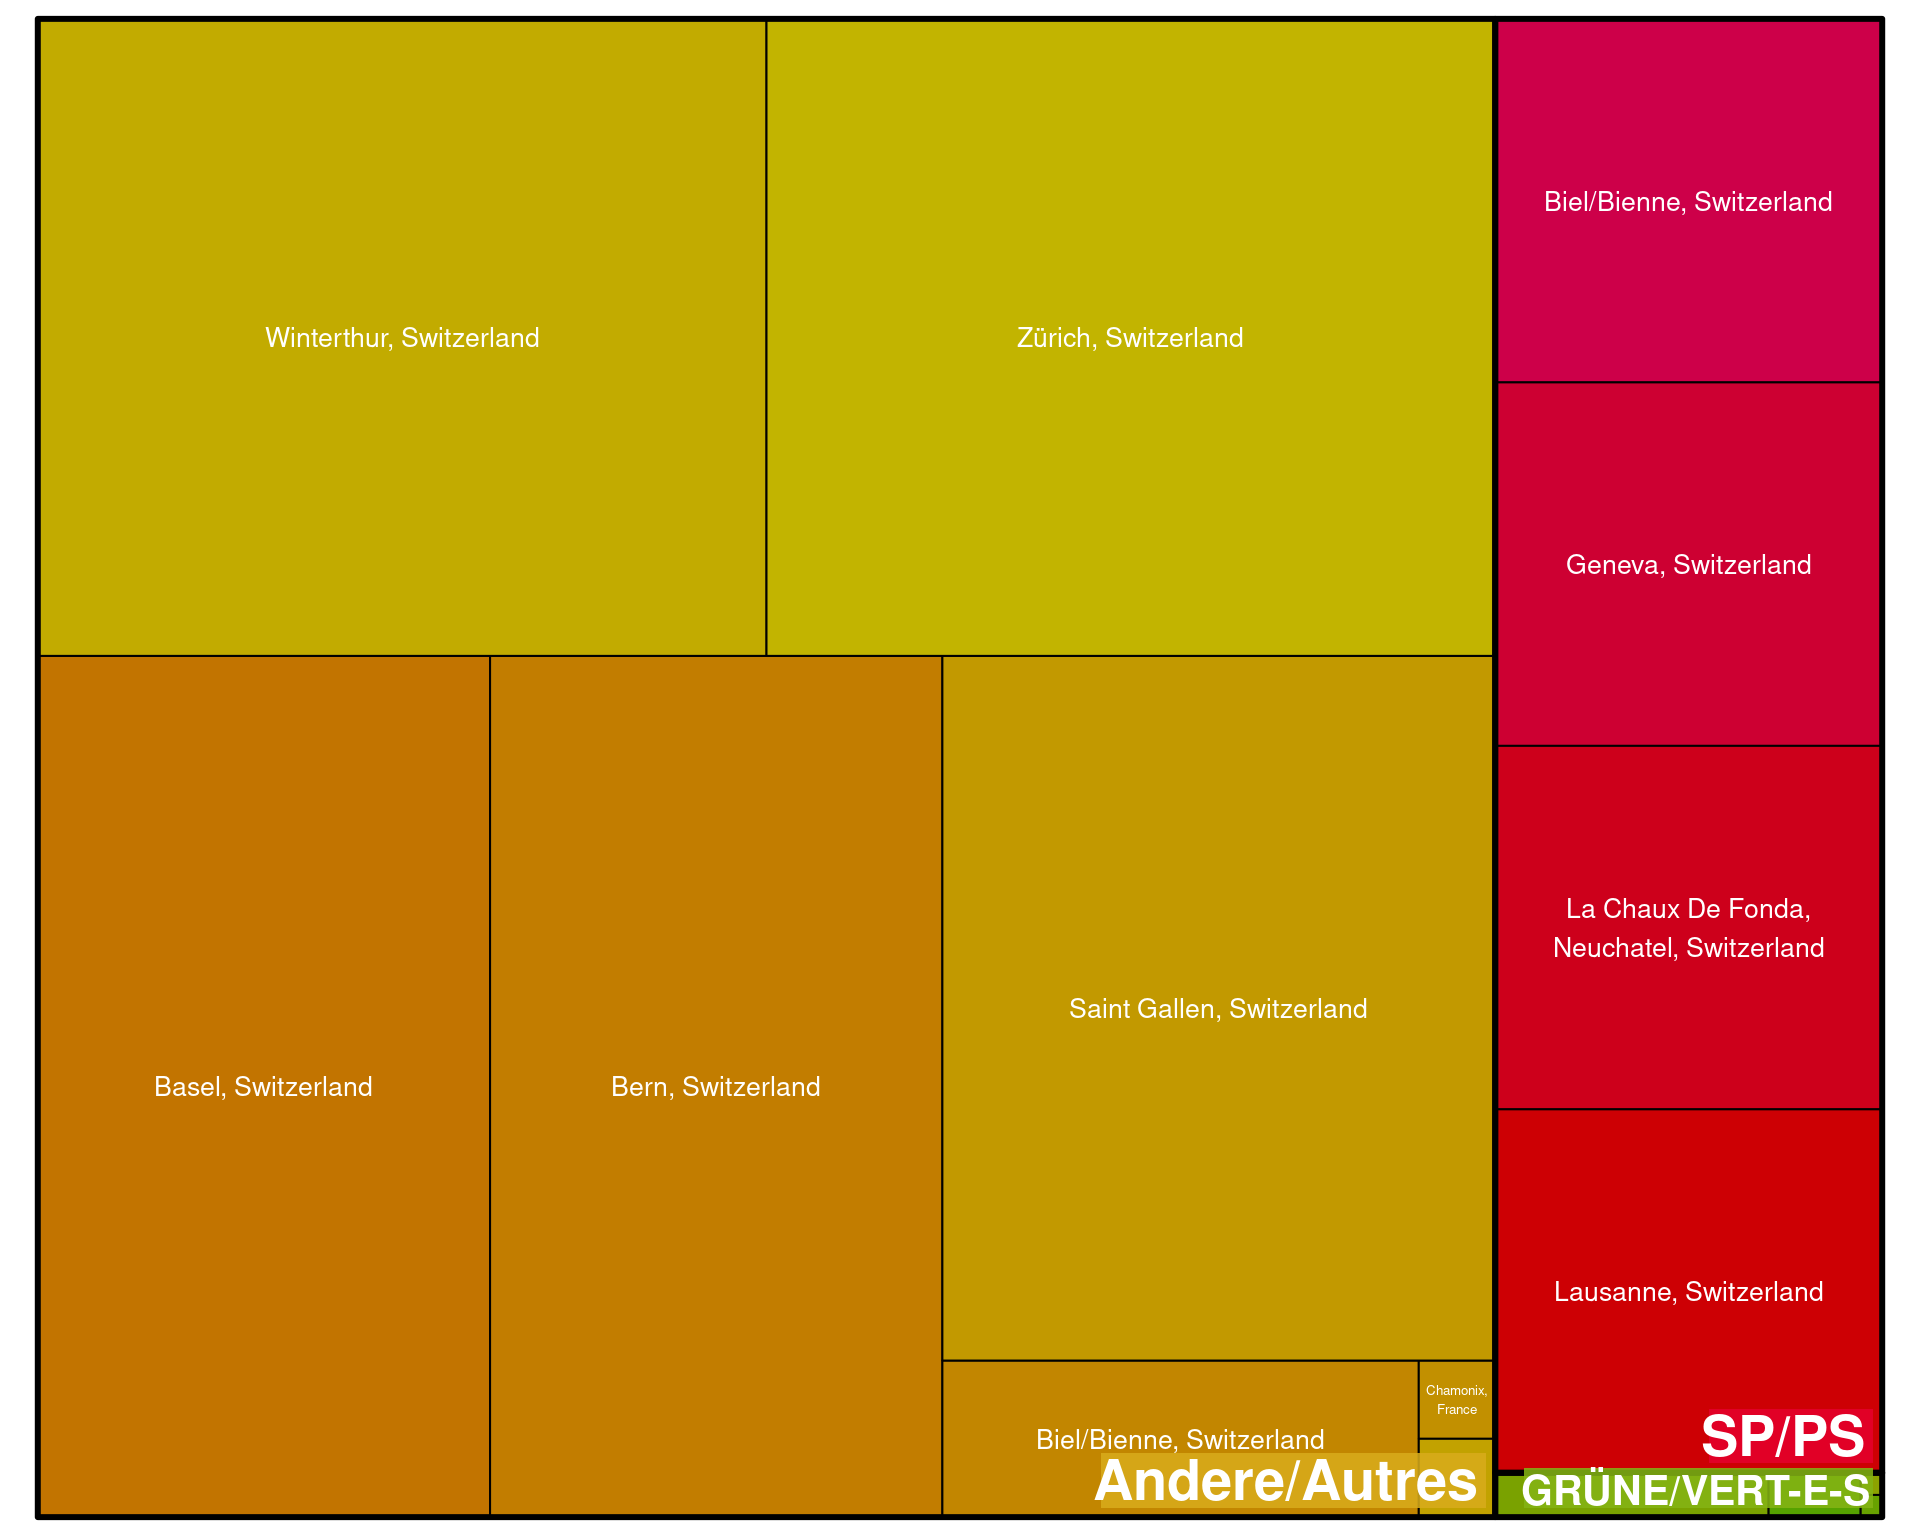 Winterthur, Switzerland
Zürich, Switzerland
Biel/Bienne, Switzerland
Geneva, Switzerland
La Chaux De Fonda,
Neuchatel, Switzerland
Basel, Switzerland
Bern, Switzerland
Saint Gallen, Switzerland
Lausanne, Switzerland
Chamonix,
France
Biel/Bienne, Switzerland
Andere/Autres
SP/PS
GRÜNE/VERT-E-S